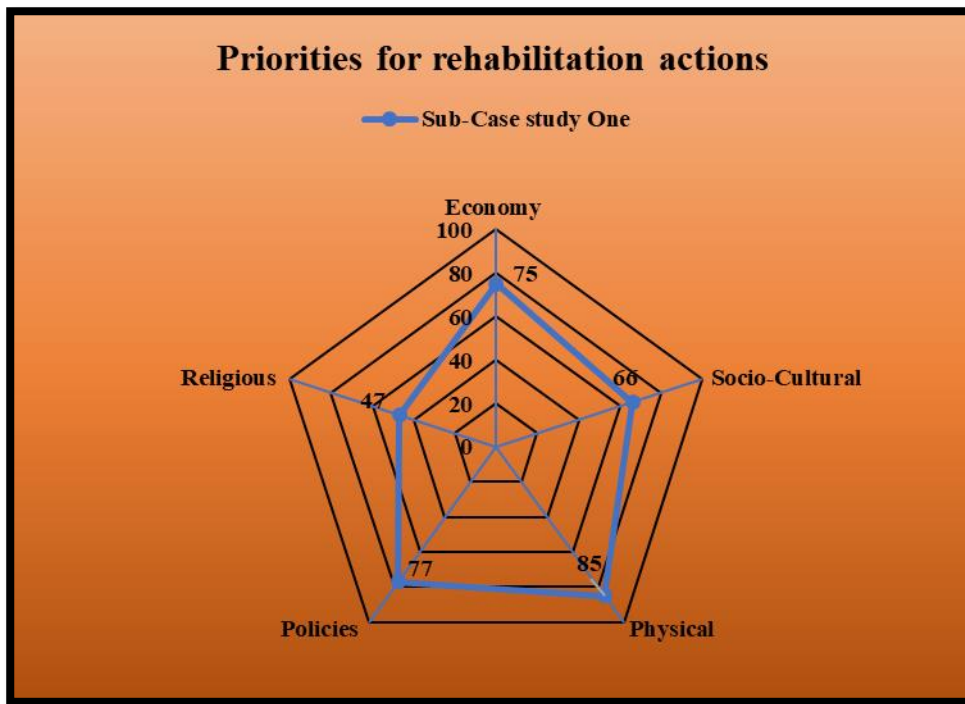 Priorities for rehabilitation actions
Sub-Case study One
Economy
100
80
75
60
66
40
Religious
Socio-Cultural
47
20
0
85
77
Policies
Physical